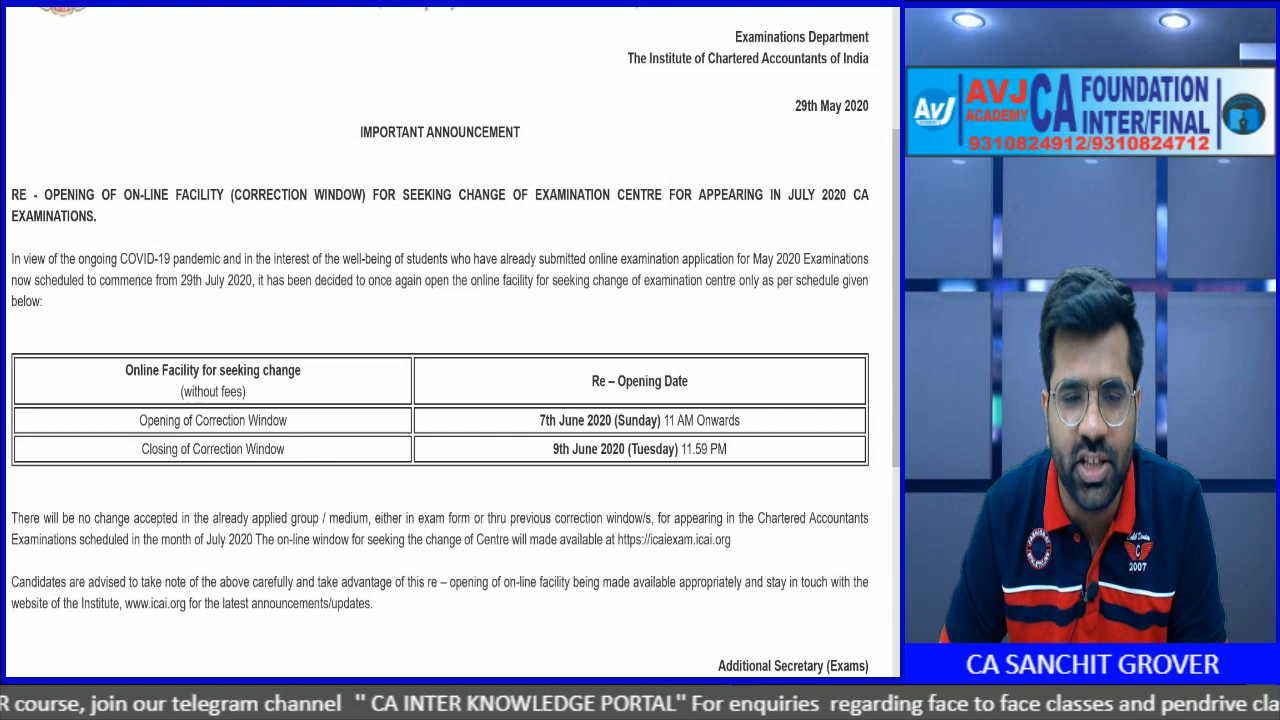 Examinations Department
The Institute of Chartered Accountants of India
29th May 2020
IMPORTANT ANNOUNCEMENT
RE - OPENING OF ON-LINE FACILITY (CORRECTION WINDOW) FOR SEEKING CHANGE OF EXAMINATION CENTRE FOR APPEARING IN JULY 2020 CA
EXAMINATIONS.
In view of the ongoing COVID-19 pandemic and in the interest of the well-being of students who have already submitted online examination application for May 2020 Examinations
now scheduled to commence from 29th July 2020, it has been decided to once again open the online facility for seeking change of examination centre only as per schedule given
below:
Online Facility for seeking change
(without fees)
Re – Opening Date
Opening of Correction Window
7th June 2020 (Sunday) 11 AM Onwards
Closing of Correction Window
9th June 2020 (Tuesday) 11.59 PM
There will be no change accepted in the already applied group / medium, either in exam form or thru previous correction window/s, for appearing in the Chartered Accountants
Examinations scheduled in the month of July 2020 The on-line window for seeking the change of Centre will made available at https://icaiexam.icai.org
Candidates are advised to take note of the above carefully and take advantage of this re – opening of on-line facility being made available appropriately and stay in touch with the
website of the Institute, www.icai.org for the latest announcements/updates.
Additional Secretary (Exams)
AVJ
AVJ
ACADEMY
CA
FOUNDATION
INTER/FINAL
9310824912/9310824712
C
2007
CA SANCHIT GROVER
R course, join our telegram channel " CA INTER KNOWLEDGE PORTAL" For enquiries regarding face to face classes and pendrive cla